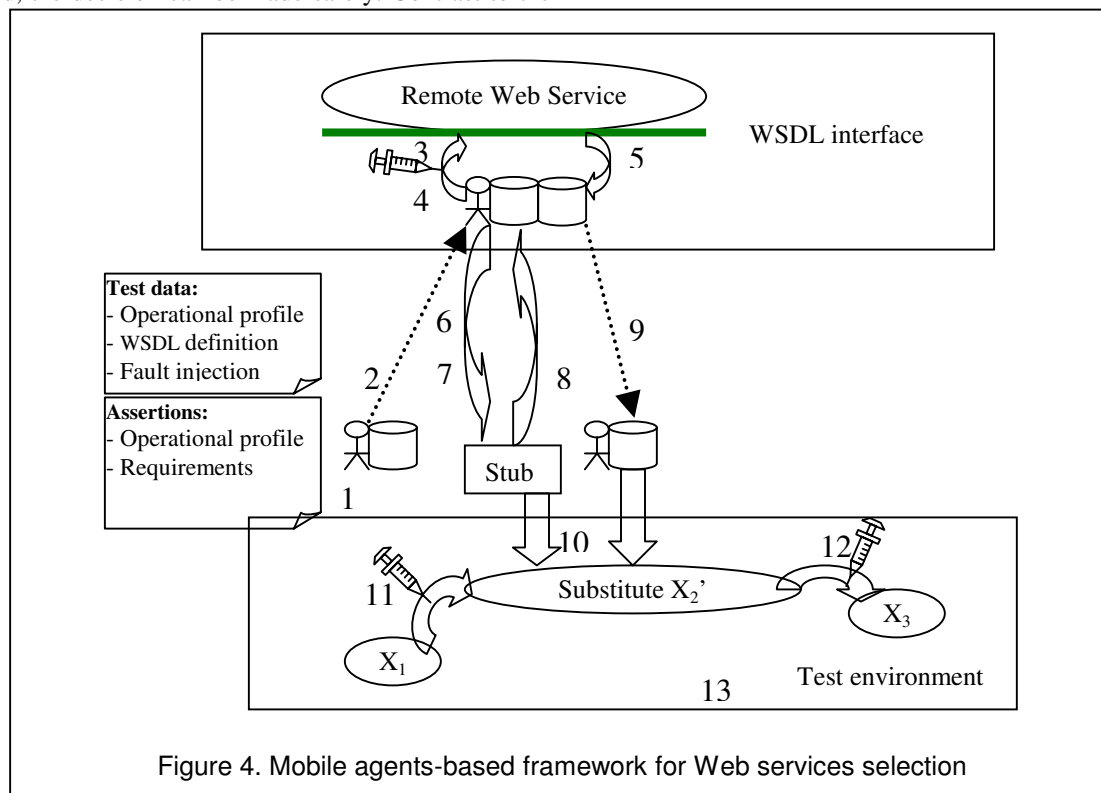 Remote Web Service
WSDL interface
3
5
4
Test data:
- Operational profile
- WSDL definition
- Fault injection
6
9
2
7
8
Assertions:
- Operational profile
- Requirements
Stub
1
10
12
11
Substitute X₂’
X₃
X₁
Test environment
13
Figure 4. Mobile agents-based framework for Web services selection